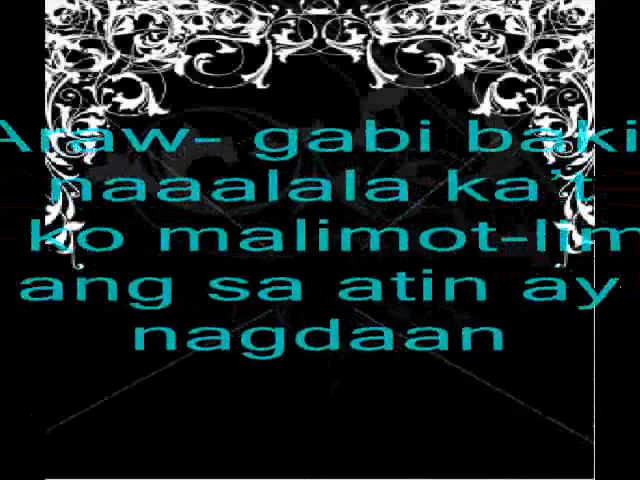 Araw- gabi baki
naaalala ka't
ko malimot-lim
ang sa atin ay
nagdaan